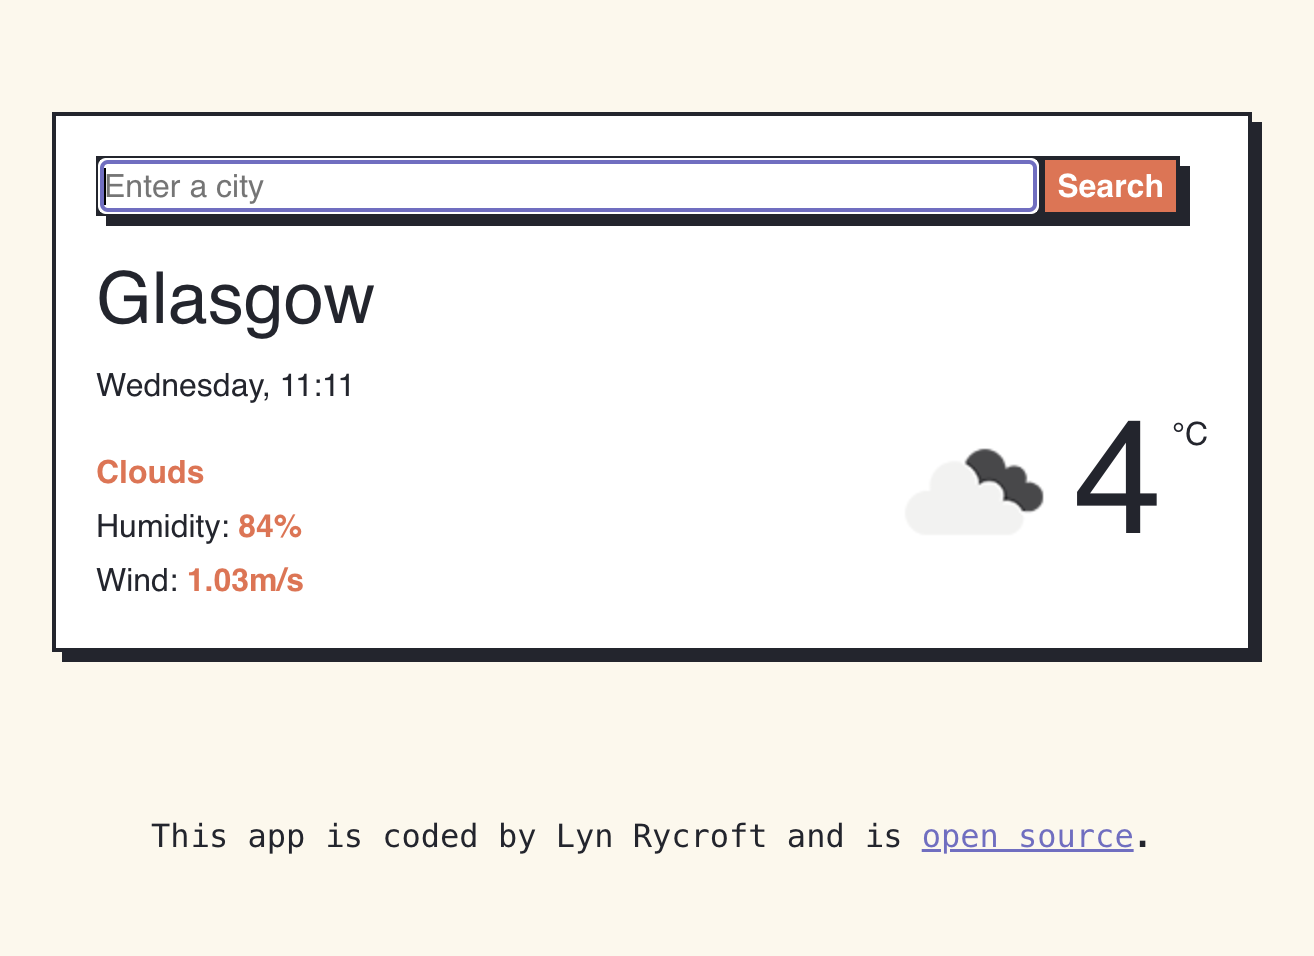 Enter a city
Search
Glasgow
Wednesday, 11:11
Clouds
Humidity: 84%
Wind: 1.03m/s
4 °C
This app is coded by Lyn Rycroft and is open source.